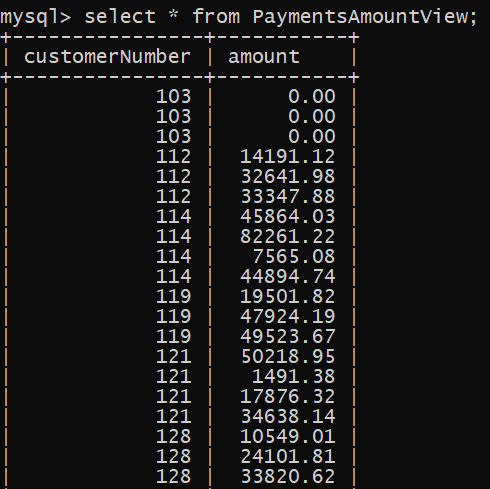 mysql> select * from PaymentsAmountView;
+----------------+-----------+
| customerNumber | amount    |
+----------------+-----------+
|            103 |      0.00 |
|            103 |      0.00 |
|            103 |      0.00 |
|            112 |  14191.12 |
|            112 |  32641.98 |
|            112 |  33347.88 |
|            114 |  45864.03 |
|            114 |  82261.22 |
|            114 |   7565.08 |
|            114 |  44894.74 |
|            119 |  19501.82 |
|            119 |  47924.19 |
|            119 |  49523.67 |
|            121 |  50218.95 |
|            121 |   1491.38 |
|            121 |  17876.32 |
|            121 |  34638.14 |
|            128 |  10549.01 |
|            128 |  24101.81 |
|            128 |  33820.62 |